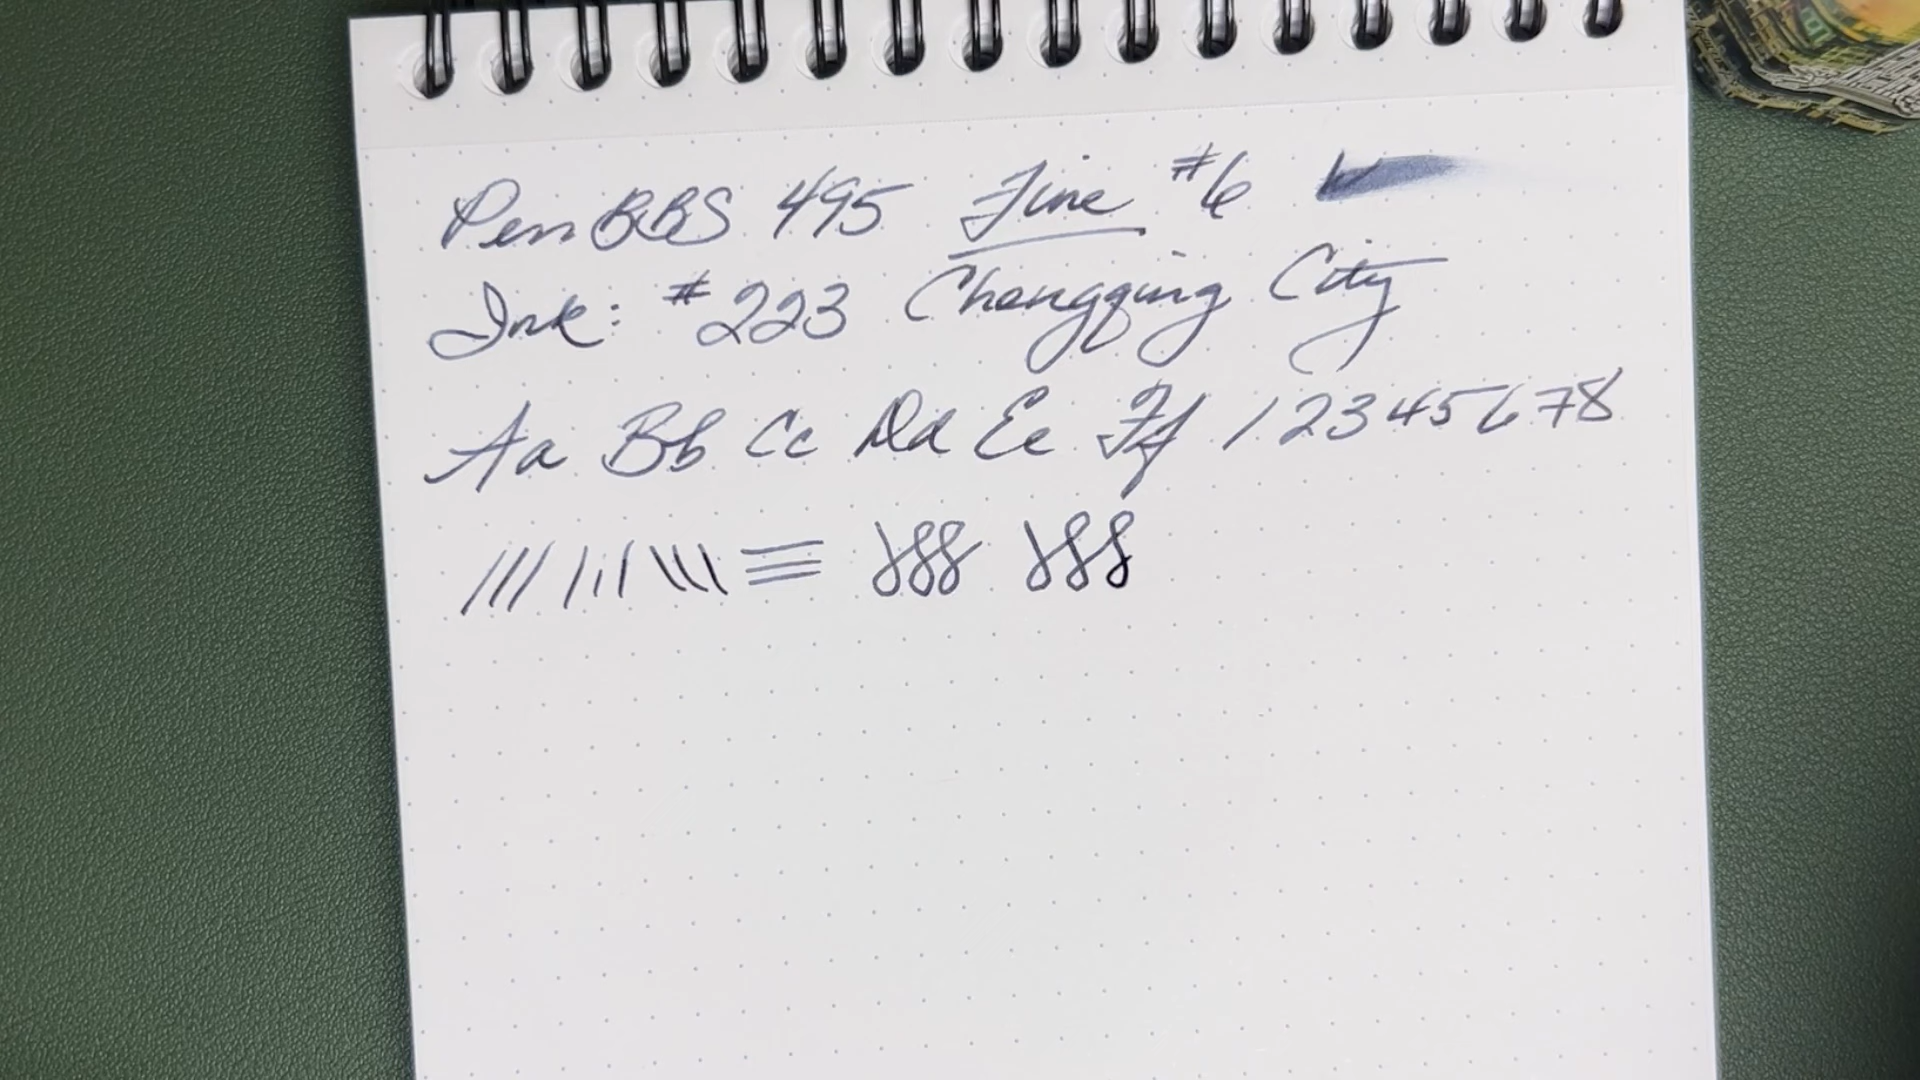 PenBBS 495 Fine #6
Ink: #223 Chongqing City
Aa Bb Cc Dd Ee Ff 12345678